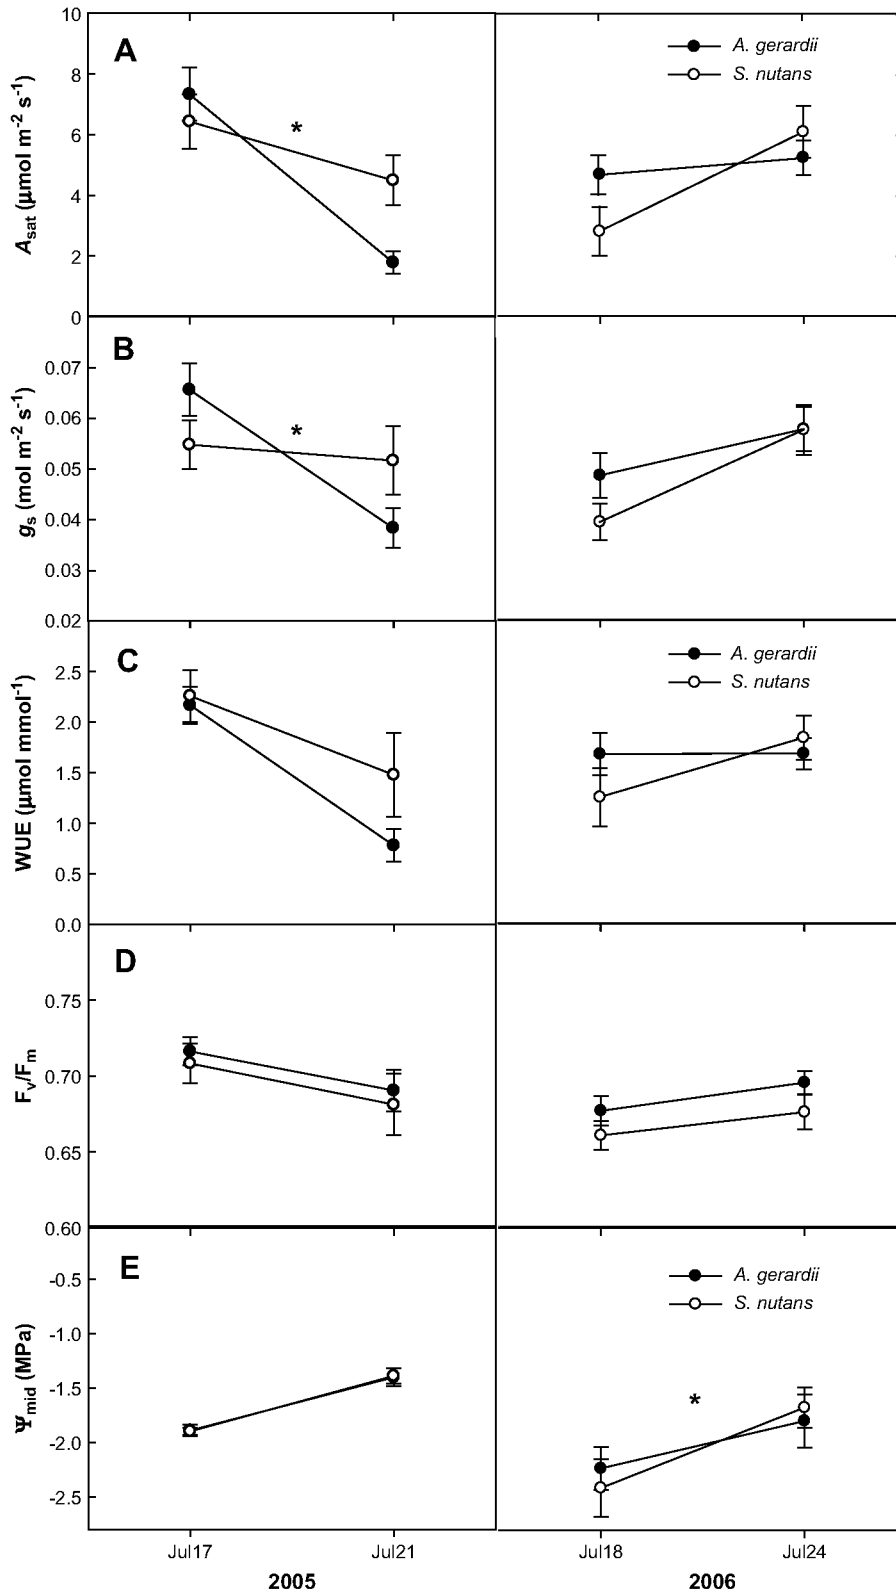 A
10
8
6
4
2
0
Asat (μmol m-2 s-1)
*
A. gerardii
S. nutans
B
0.07
0.06
0.05
0.04
0.03
0.02
gs (mol m-2 s-1)
*
C
2.5
2.0
1.5
1.0
0.5
0.0
WUE (μmol mmol-1)
A. gerardii
S. nutans
D
0.75
0.70
0.65
0.60
Fv/Fm
E
-0.5
-1.0
-1.5
-2.0
-2.5
Ψmid (MPa)
A. gerardii
S. nutans
*
Jul17 Jul21 Jul18 Jul24
2005 2006